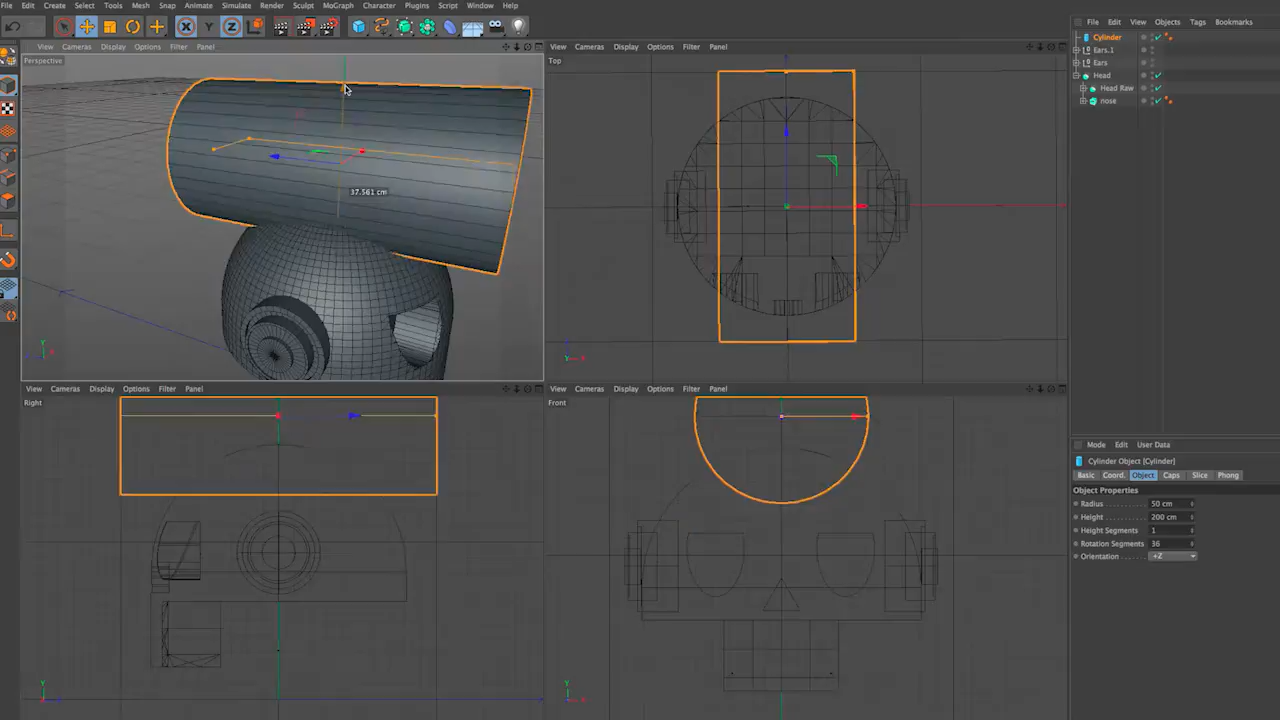 File Edit Create Select Tools Mesh Snap Animate Simulate Render Sculpt MoGraph Character Plugins Script Window Help
View Cameras Display Options Filter Panel
Perspective
37.561 cm
Y
X
View Cameras Display Options Filter Panel
Top
Y X
View Cameras Display Options Filter Panel
Right
Y
View Cameras Display Options Filter Panel
Front
Y
X
X Y Z
File Edit View Objects Tags Bookmarks
Cylinder
Ears.1
Ears
Head
Head Raw
nose
Mode Edit User Data
Cylinder Object [Cylinder]
Basic Coord. Object Caps Slice Phong
Object Properties
Radius 50 cm
Height 200 cm
Height Segments 1
Rotation Segments 36
Orientation +Z